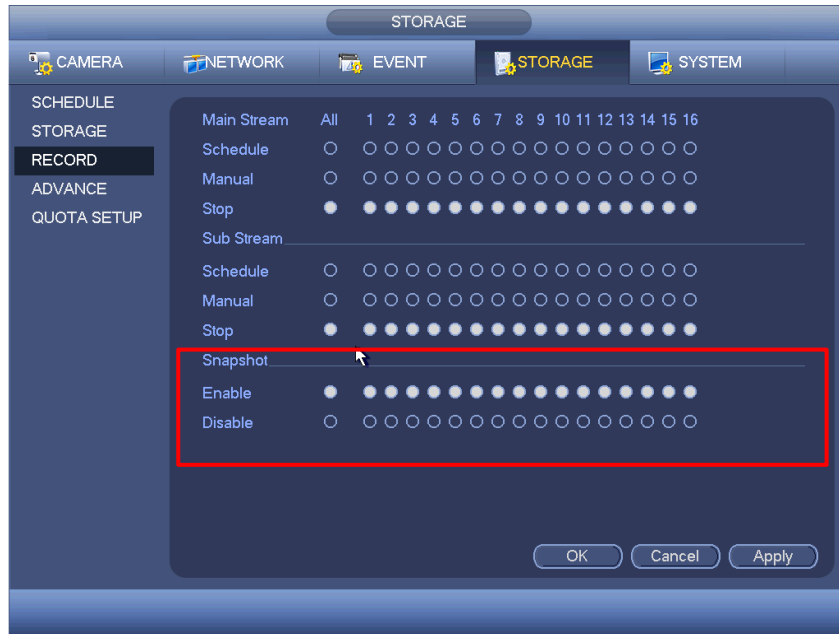 STORAGE
CAMERA NETWORK EVENT STORAGE SYSTEM
SCHEDULE
STORAGE
RECORD
ADVANCE
QUOTA SETUP
Main Stream All 1 2 3 4 5 6 7 8 9 10 11 12 13 14 15 16
Schedule
Manual
Stop
Sub Stream
Schedule
Manual
Stop
Snapshot
Enable
Disable
OK Cancel Apply